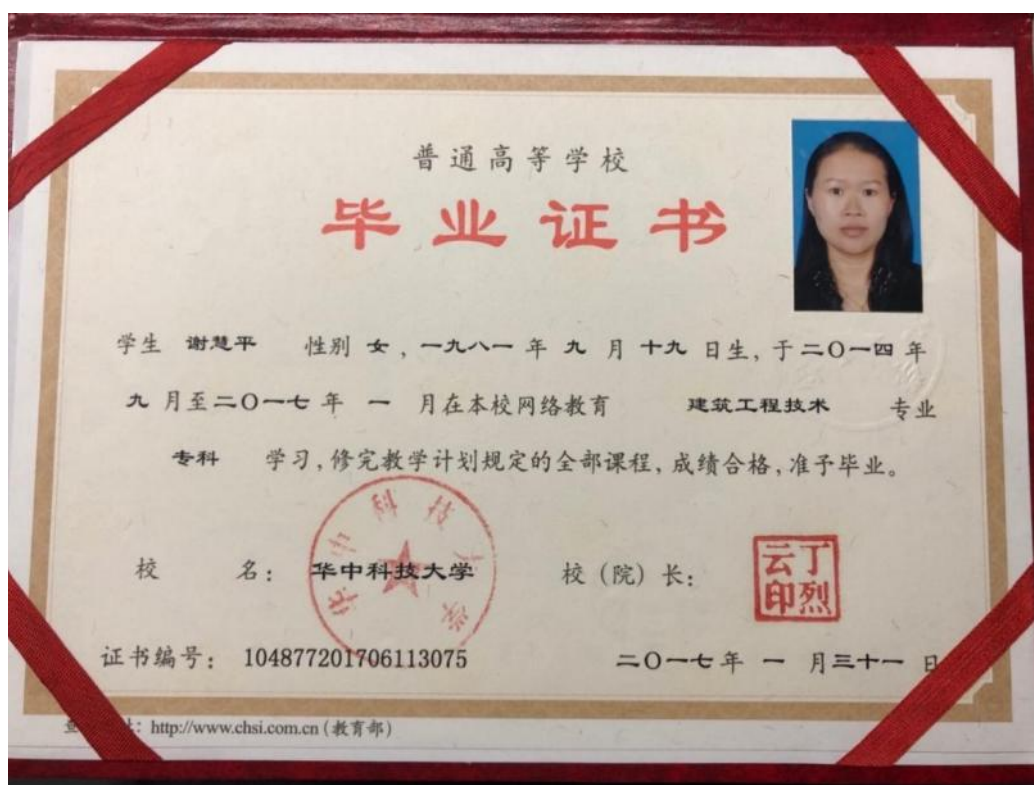 普通高等学校
毕业证书
学生 谢慧平 性别 女，一九八一 年 九 月 十九 日生，于二〇一四 年
九 月至二〇一七 年 一 月在本校网络教育 建筑工程技术 专业
专科 学习，修完教学计划规定的全部课程，成绩合格，准予毕业。
华中科技大学
校 名： 华中科技大学 校（院）长：
丁烈云印
证书编号： 104877201706113075 二〇一七 年 一 月三十一 日
http://www.chsi.com.cn（教育部）